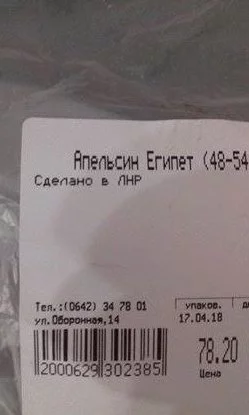 Апельсин Египет (48-54
Сделано в ЛНР
Тел.:(0642) 34 78 01
ул.Оборонная,14
упаков.
17.04.18
78.20
Цена
2000629302385